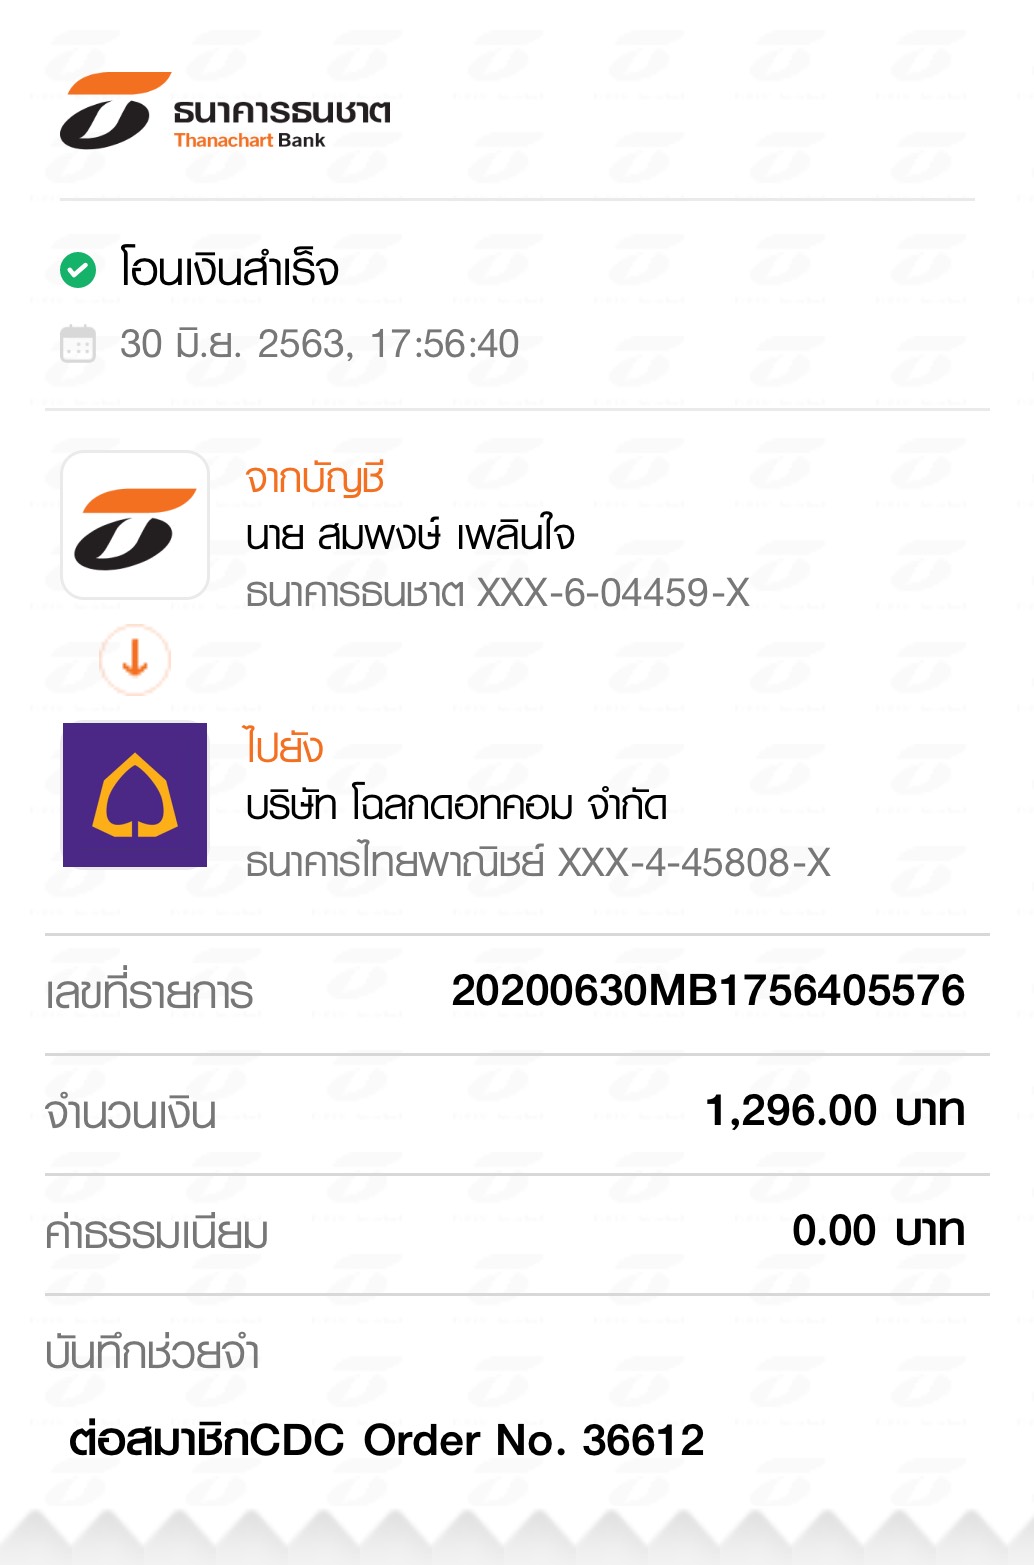 ธนาคารธนชาต
Thanachart Bank
โอนเงินสำเร็จ
30 มิ.ย. 2563, 17:56:40
จากบัญชี
นาย สมพงษ์ เพลินใจ
ธนาคารธนชาต XXX-6-04459-X
ไปยัง
บริษัท โฉลกดอทคอม จำกัด
ธนาคารไทยพาณิชย์ XXX-4-45808-X
เลขที่รายการ 20200630MB1756405576
จำนวนเงิน 1,296.00 บาท
ค่าธรรมเนียม 0.00 บาท
บันทึกช่วยจำ
ต่อสมาชิกCDC Order No. 36612